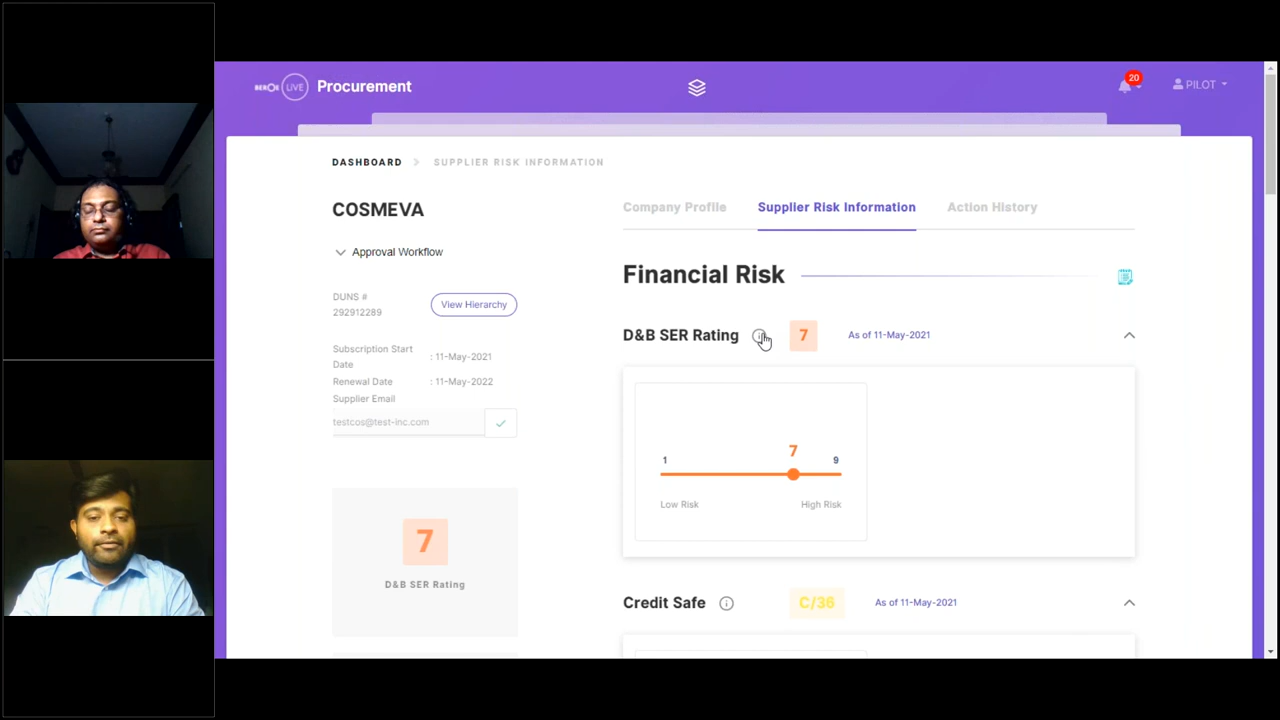 BEROE LIVE Procurement
20
PILOT
DASHBOARD > SUPPLIER RISK INFORMATION
COSMEVA
Company Profile
Supplier Risk Information
Action History
Approval Workflow
Financial Risk
DUNS #
292912289
View Hierarchy
D&B SER Rating
7
As of 11-May-2021
Subscription Start
Date
: 11-May-2021
Renewal Date
: 11-May-2022
Supplier Email
testcos@test-inc.com
7
1
9
Low Risk
High Risk
7
D&B SER Rating
Credit Safe
C/36
As of 11-May-2021